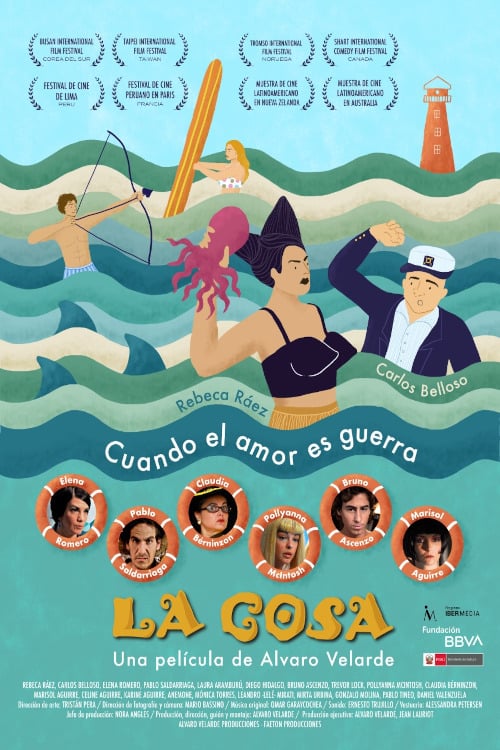 BUSAN INTERNATIONAL
FILM FESTIVAL
COREA DEL SUR
TAIPEI INTERNATIONAL
FILM FESTIVAL
TAIWAN
TROMSO INTERNATIONAL
FILM FESTIVAL
NORUEGA
SHART INTERNATIONAL
COMEDY FILM FESTIVAL
CANADA
FESTIVAL DE CINE
DE LIMA
PERU
FESTIVAL DE CINE
PERUANO EN PARIS
FRANCIA
MUESTRA DE CINE
LATINOAMERICANO
EN NUEVA ZELANDA
MUESTRA DE CINE
LATINOAMERICANO
EN AUSTRALIA
Rebeca Ráez
Carlos Belloso
Cuando el amor es guerra
Elena
Romero
Pablo
Saldarriaga
Claudia
Berninzon
Pollyanna
McIntosh
Bruno
Ascenzo
Marisol
Aguirre
LA COSA
Una película de Alvaro Velarde
IBERMEDIA
Fundación
BBVA
PERÚ
REBECA RÁEZ, CARLOS BELLOSO, ELENA ROMERO, PABLO SALDARRIAGA, LAURA ARAMBURÚ, DIEGO HIDALGO, BRUNO ASCENZO, TREVOR LOCK, POLLYANNA MCINTOSH, CLAUDIA BERNINZON,
MARISOL AGUIRRE, CELINE AGUIRRE, KARINE AGUIRRE, ANEMONE, MÓNICA TORRES, LEANDRO-KELLÉ-MIKATI, MIRTA URBINA, GONZALO MOLINA, PABLO TINEO, DANIEL VALENZUELA
Dirección de arte: TRISTÁN PERA / Dirección de fotografía y cámara: MARIO BASSINO / Música original: OMAR GARAYCOCHEA / Sonido: ERNESTO TRUJILLO / Vestuario: ALESSANDRA PETERSEN
Jefe de producción: NORA ANGLES / Producción, dirección, guión y montaje: ALVARO VELARDE / Producción ejecutiva: ALVARO VELARDE, JEAN LAURIOT
ALVARO VELARDE PRODUCCIONES - FAETON PRODUCCIONES